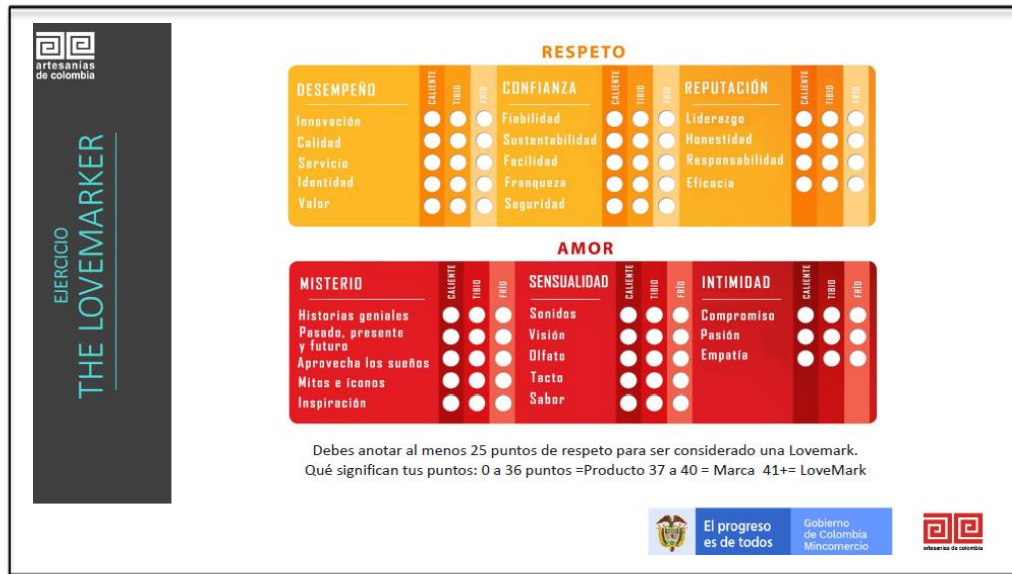 artesanías
de colombia
EJERCICIO
THE LOVEMARKER
RESPETO
DESEMPEÑO
CALIENTE
TIBIO
FRÍO
Innovación
Calidad
Servicio
Identidad
Valor
CONFIANZA
CALIENTE
TIBIO
FRÍO
Fiabilidad
Sustentabilidad
Facilidad
Franqueza
Seguridad
REPUTACIÓN
CALIENTE
TIBIO
FRÍO
Liderazgo
Honestidad
Responsabilidad
Eficacia
AMOR
MISTERIO
CALIENTE
TIBIO
FRÍO
Historias geniales
Pasado, presente
y futuro
Aprovecha los sueños
Mitos e íconos
Inspiración
SENSUALIDAD
CALIENTE
TIBIO
FRÍO
Sonidos
Visión
Olfato
Tacto
Sabor
INTIMIDAD
CALIENTE
TIBIO
FRÍO
Compromiso
Pasión
Empatía
Debes anotar al menos 25 puntos de respeto para ser considerado una Lovemark.
Qué significan tus puntos: 0 a 36 puntos =Producto 37 a 40 = Marca 41+= LoveMark
El progreso
es de todos
Gobierno
de Colombia
Mincomercio
artesanías de colombia